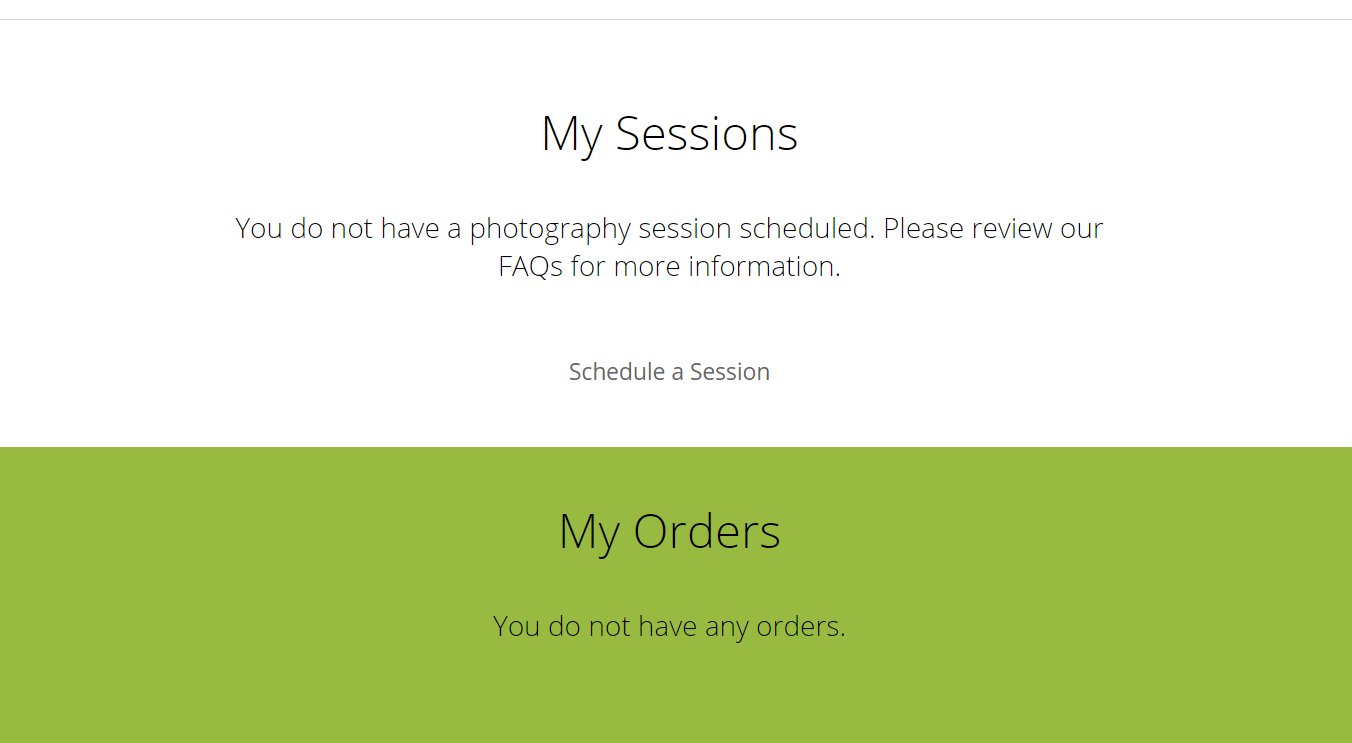 My Sessions
You do not have a photography session scheduled. Please review our
FAQs for more information.
Schedule a Session
My Orders
You do not have any orders.